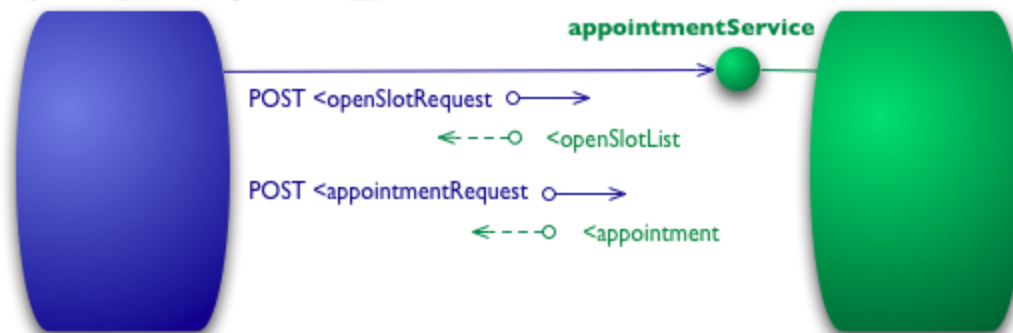 appointmentService
POST <openSlotRequest
<openSlotList
POST <appointmentRequest
<appointment